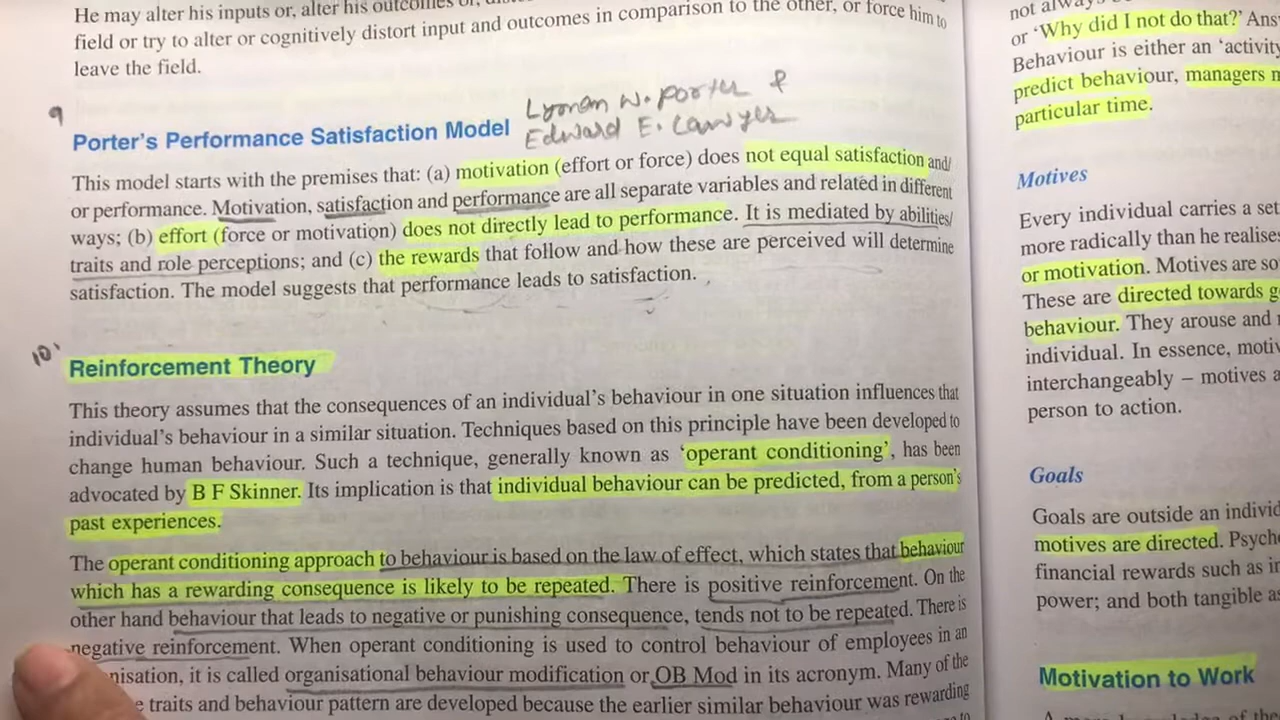 He may alter his inputs or, alter his outcomes or,
field or try to alter or cognitively distort input and outcomes in comparison to the other, or force him to
leave the field.
9
Porter's Performance Satisfaction Model
Lyman W. Porter &
Edward E. Lawyer
This model starts with the premises that: (a) motivation (effort or force) does not equal satisfaction and/
or performance. Motivation, satisfaction and performance are all separate variables and related in different
ways; (b) effort (force or motivation) does not directly lead to performance. It is mediated by abilities/
traits and role perceptions; and (c) the rewards that follow and how these are perceived will determine
satisfaction. The model suggests that performance leads to satisfaction.
10.
Reinforcement Theory
This theory assumes that the consequences of an individual's behaviour in one situation influences that
individual's behaviour in a similar situation. Techniques based on this principle have been developed to
change human behaviour. Such a technique, generally known as 'operant conditioning', has been
advocated by B F Skinner. Its implication is that individual behaviour can be predicted, from a person's
past experiences.
The operant conditioning approach to behaviour is based on the law of effect, which states that behaviour
which has a rewarding consequence is likely to be repeated. There is positive reinforcement. On the
other hand behaviour that leads to negative or punishing consequence, tends not to be repeated. There is
negative reinforcement. When operant conditioning is used to control behaviour of employees in an
nisation, it is called organisational behaviour modification or OB Mod in its acronym. Many of the
e traits and behaviour pattern are developed because the earlier similar behaviour was rewarding
not always
or 'Why did I not do that?' Ans
Behaviour is either an 'activity
predict behaviour, managers
particular time.
Motives
Every individual carries a set
more radically than he realise
or motivation. Motives are so
These are directed towards g
behaviour. They arouse and
individual. In essence, motiv
interchangeably – motives a
person to action.
Goals
Goals are outside an individ
motives are directed. Psych
financial rewards such as in
power; and both tangible as
Motivation to Work